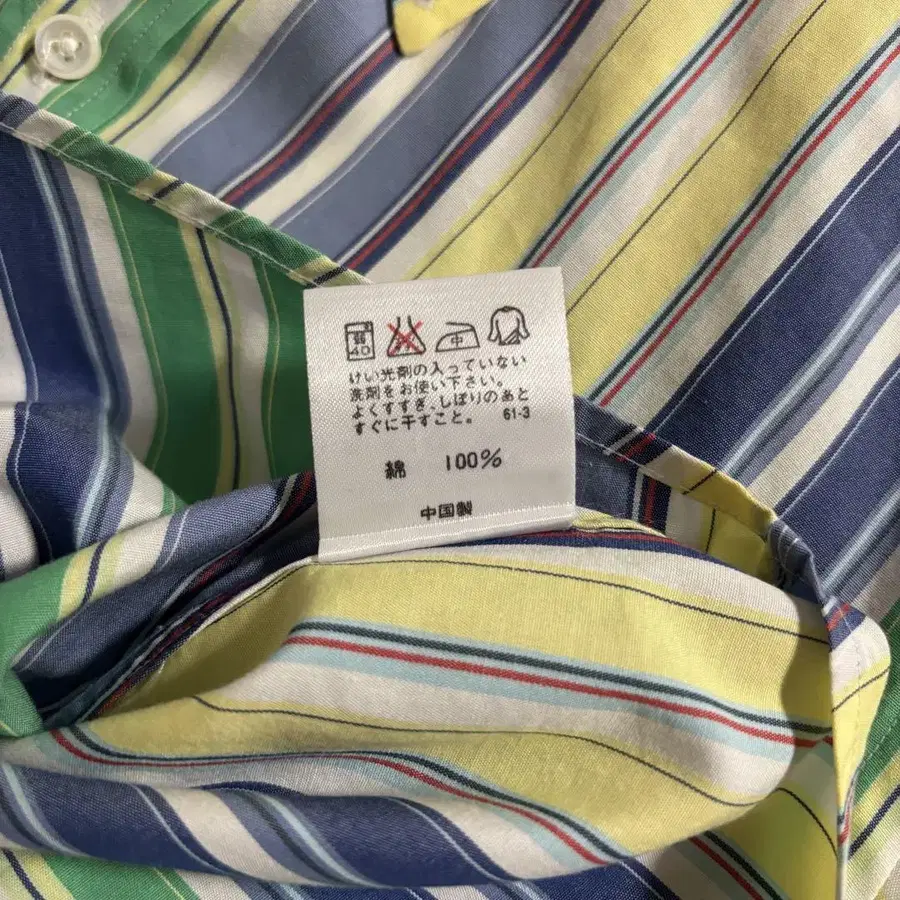 弱
40
中
けい光剤の入っていない
洗剤をお使い下さい。
よくすすぎ、しぼりのあと
すぐに干すこと。 61-3
綿 100%
中国製